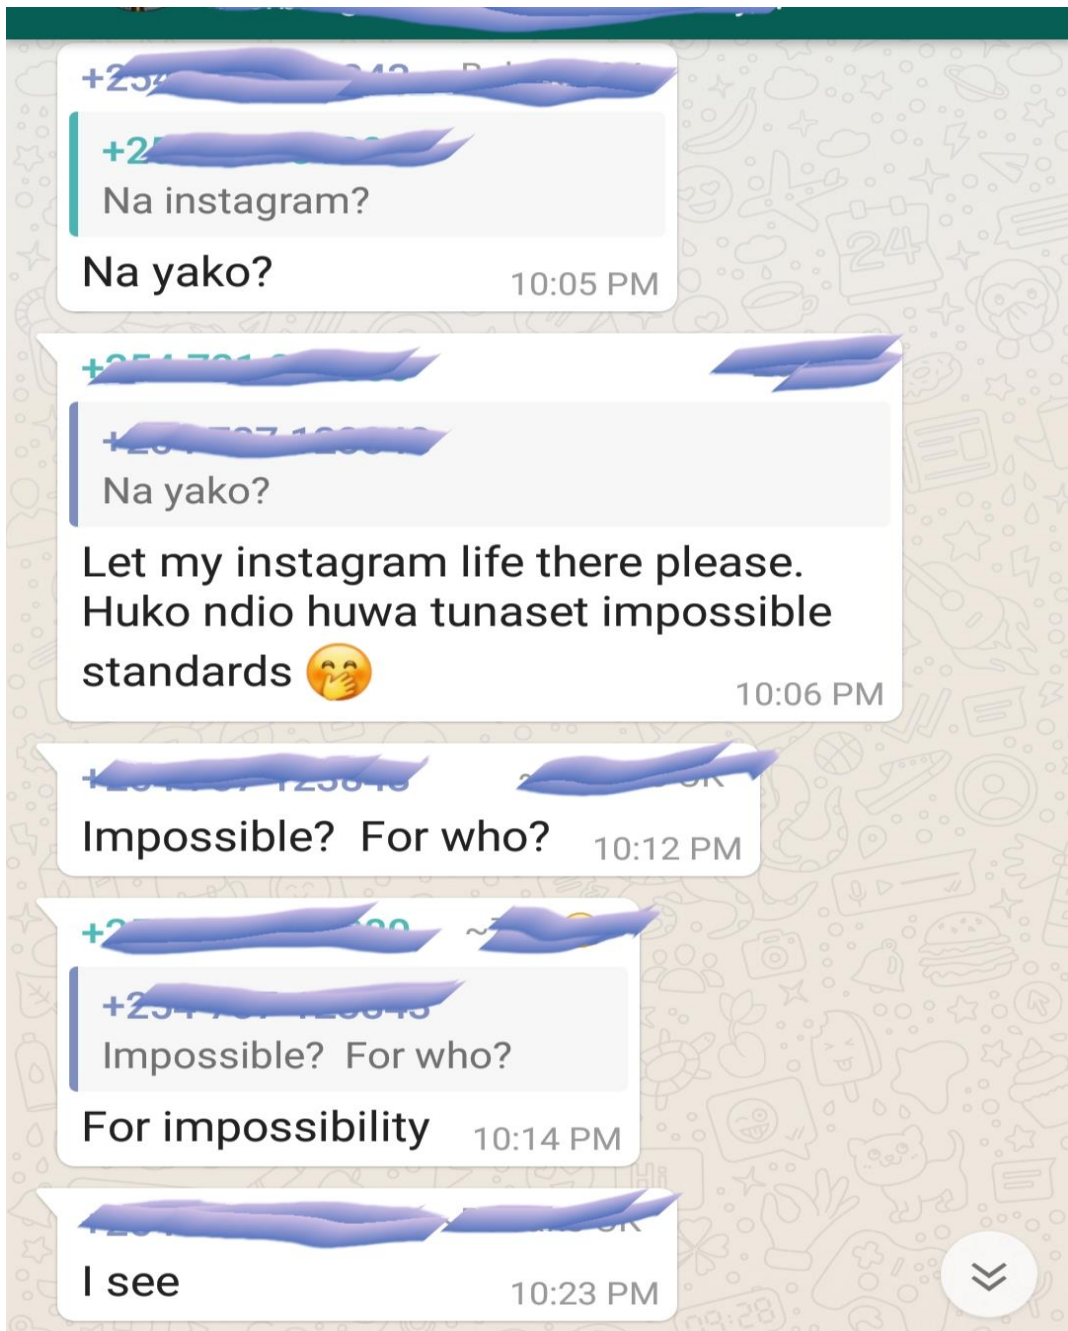 Na instagram?
Na yako?
10:05 PM
Na yako?
Let my instagram life there please.
Huko ndio huwa tunaset impossible
standards 🤭
10:06 PM
Impossible?  For who?
10:12 PM
Impossible?  For who?
For impossibility
10:14 PM
I see
10:23 PM